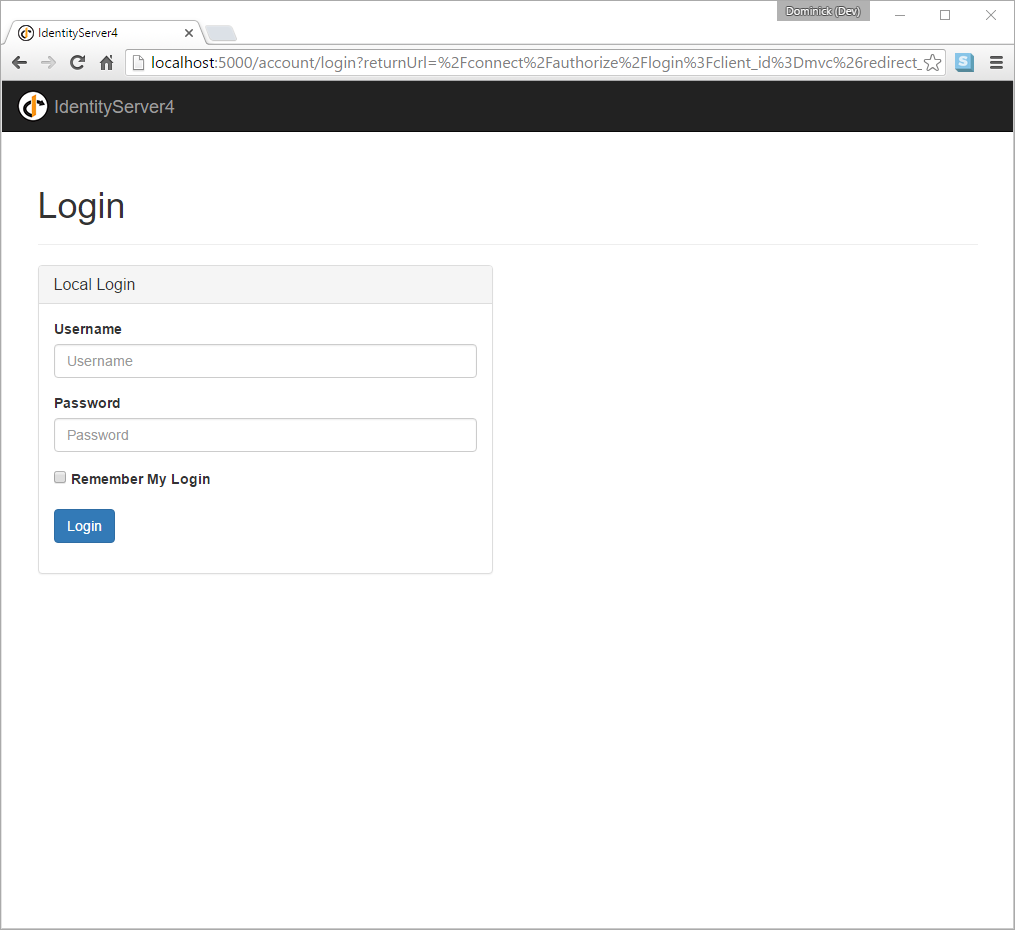 Dominick (Dev)
IdentityServer4
localhost:5000/account/login?returnUrl=%2Fconnect%2Fauthorize%2Flogin%3Fclient_id%3Dmvc%26redirect_
S
IdentityServer4
Login
Local Login
Username
Username
Password
Password
Remember My Login
Login